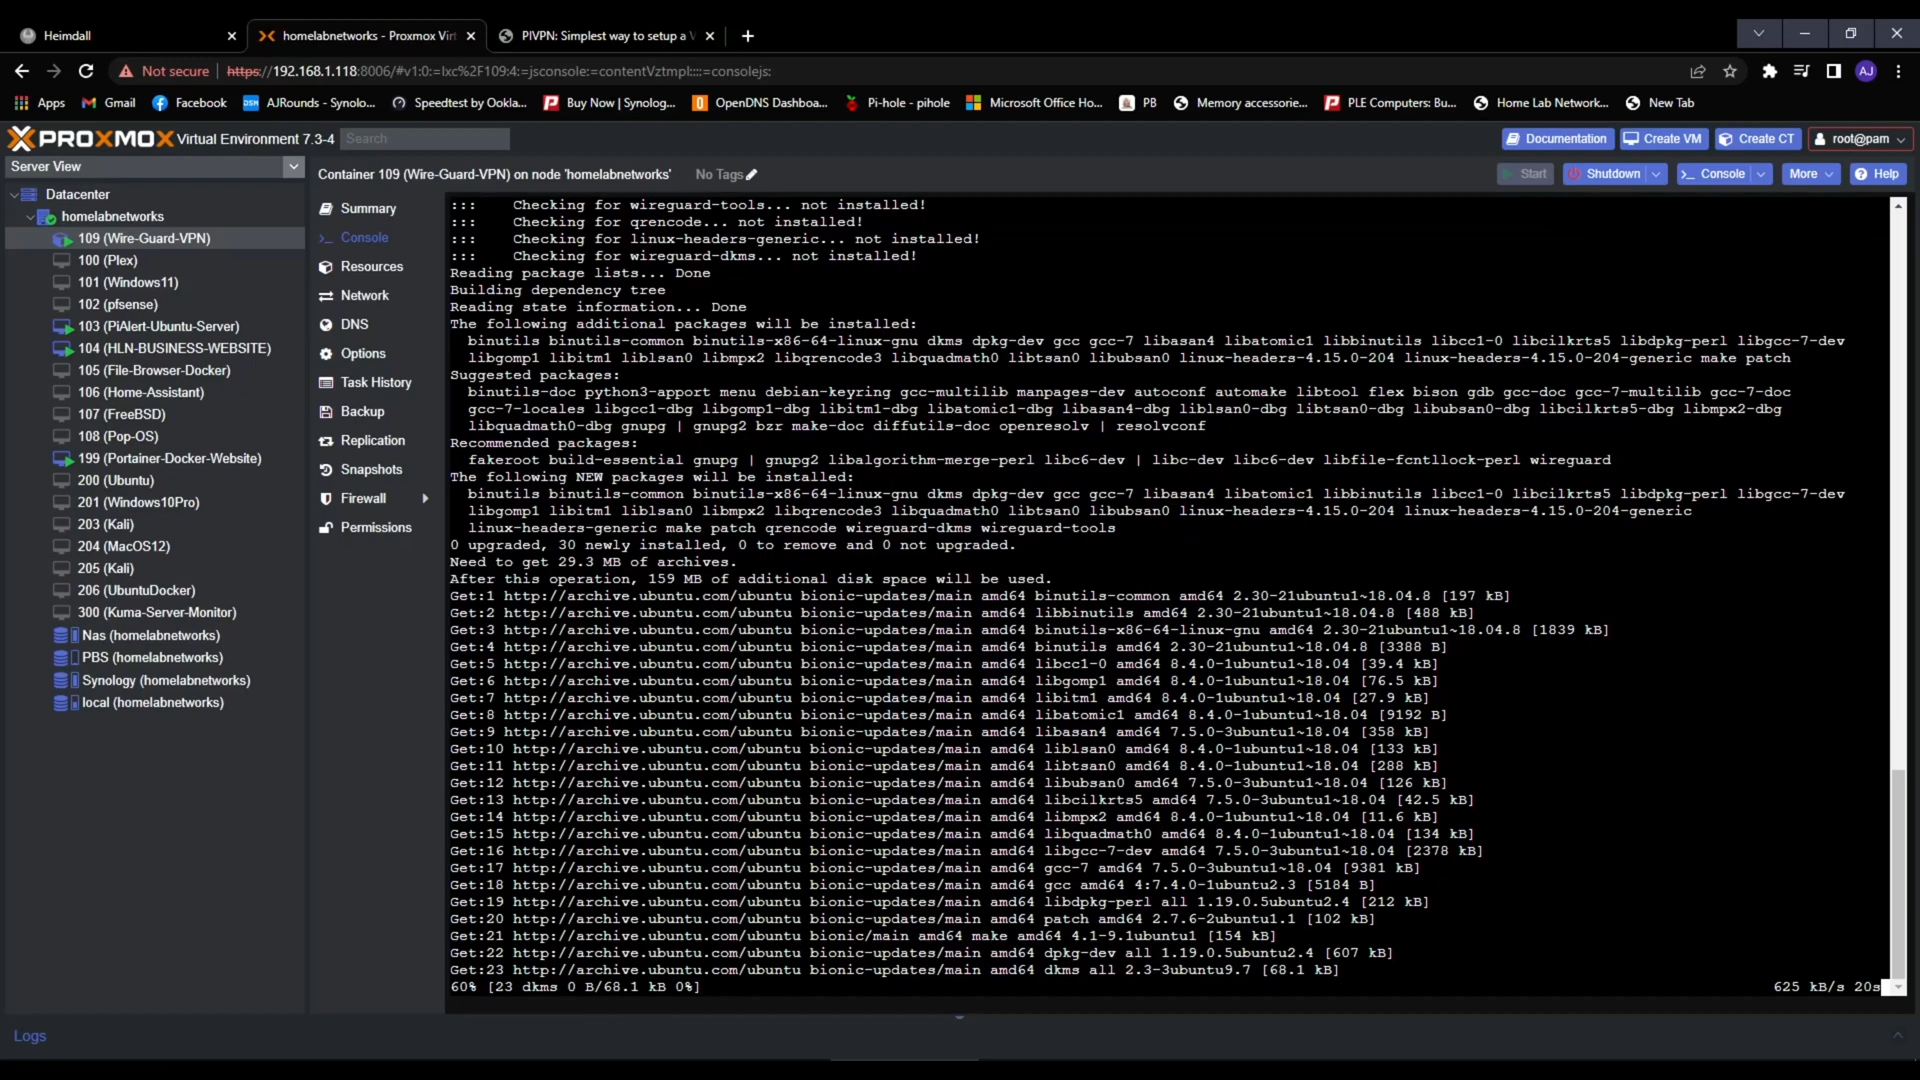 Heimdall
homelabnetworks - Proxmox Virt
PIVPN: Simplest way to setup a V
Not secure
https://192.168.1.118:8006/#v1:0:=lxc%2F109:4:=jsconsole:=contentVztmpl::::=consolejs:
AJ
Apps
Gmail
Facebook
DSM
AJRounds - Synolo...
Speedtest by Ookla...
Buy Now | Synolog...
OpenDNS Dashboa...
Pi-hole - pihole
Microsoft Office Ho...
PB
Memory accessorie...
PLE Computers: Bu...
Home Lab Network...
New Tab
PROXMOX Virtual Environment 7.3-4
Search
Documentation
Create VM
Create CT
root@pam
Server View
Container 109 (Wire-Guard-VPN) on node 'homelabnetworks'
No Tags
Start
Shutdown
Console
More
Help
Datacenter
homelabnetworks
109 (Wire-Guard-VPN)
100 (Plex)
101 (Windows11)
102 (pfsense)
103 (PiAlert-Ubuntu-Server)
104 (HLN-BUSINESS-WEBSITE)
105 (File-Browser-Docker)
106 (Home-Assistant)
107 (FreeBSD)
108 (Pop-OS)
199 (Portainer-Docker-Website)
200 (Ubuntu)
201 (Windows10Pro)
203 (Kali)
204 (MacOS12)
205 (Kali)
206 (UbuntuDocker)
300 (Kuma-Server-Monitor)
Nas (homelabnetworks)
PBS (homelabnetworks)
Synology (homelabnetworks)
local (homelabnetworks)
Summary
Console
Resources
Network
DNS
Options
Task History
Backup
Replication
Snapshots
Firewall
Permissions
:::    Checking for wireguard-tools... not installed!
:::    Checking for qrencode... not installed!
:::    Checking for linux-headers-generic... not installed!
:::    Checking for wireguard-dkms... not installed!
Reading package lists... Done
Building dependency tree
Reading state information... Done
The following additional packages will be installed:
  binutils binutils-common binutils-x86-64-linux-gnu dkms dpkg-dev gcc gcc-7 libasan4 libatomic1 libbinutils libcc1-0 libcilkrts5 libdpkg-perl libgcc-7-dev
  libgomp1 libitm1 liblsan0 libmpx2 libqrencode3 libquadmath0 libtsan0 libubsan0 linux-headers-4.15.0-204 linux-headers-4.15.0-204-generic make patch
Suggested packages:
  binutils-doc python3-apport menu debian-keyring gcc-multilib manpages-dev autoconf automake libtool flex bison gdb gcc-doc gcc-7-multilib gcc-7-doc
  gcc-7-locales libgcc1-dbg libgomp1-dbg libitm1-dbg libatomic1-dbg libasan4-dbg liblsan0-dbg libtsan0-dbg libubsan0-dbg libcilkrts5-dbg libmpx2-dbg
  libquadmath0-dbg gnupg | gnupg2 bzr make-doc diffutils-doc openresolv | resolvconf
Recommended packages:
  fakeroot build-essential gnupg | gnupg2 libalgorithm-merge-perl libc6-dev | libc-dev libc6-dev libfile-fcntllock-perl wireguard
The following NEW packages will be installed:
  binutils binutils-common binutils-x86-64-linux-gnu dkms dpkg-dev gcc gcc-7 libasan4 libatomic1 libbinutils libcc1-0 libcilkrts5 libdpkg-perl libgcc-7-dev
  libgomp1 libitm1 liblsan0 libmpx2 libqrencode3 libquadmath0 libtsan0 libubsan0 linux-headers-4.15.0-204 linux-headers-4.15.0-204-generic
  linux-headers-generic make patch qrencode wireguard-dkms wireguard-tools
0 upgraded, 30 newly installed, 0 to remove and 0 not upgraded.
Need to get 29.3 MB of archives.
After this operation, 159 MB of additional disk space will be used.
Get:1 http://archive.ubuntu.com/ubuntu bionic-updates/main amd64 binutils-common amd64 2.30-21ubuntu1~18.04.8 [197 kB]
Get:2 http://archive.ubuntu.com/ubuntu bionic-updates/main amd64 libbinutils amd64 2.30-21ubuntu1~18.04.8 [488 kB]
Get:3 http://archive.ubuntu.com/ubuntu bionic-updates/main amd64 binutils-x86-64-linux-gnu amd64 2.30-21ubuntu1~18.04.8 [1839 kB]
Get:4 http://archive.ubuntu.com/ubuntu bionic-updates/main amd64 binutils amd64 2.30-21ubuntu1~18.04.8 [3388 B]
Get:5 http://archive.ubuntu.com/ubuntu bionic-updates/main amd64 libcc1-0 amd64 8.4.0-1ubuntu1~18.04 [39.4 kB]
Get:6 http://archive.ubuntu.com/ubuntu bionic-updates/main amd64 libgomp1 amd64 8.4.0-1ubuntu1~18.04 [76.5 kB]
Get:7 http://archive.ubuntu.com/ubuntu bionic-updates/main amd64 libitm1 amd64 8.4.0-1ubuntu1~18.04 [27.9 kB]
Get:8 http://archive.ubuntu.com/ubuntu bionic-updates/main amd64 libatomic1 amd64 8.4.0-1ubuntu1~18.04 [9192 B]
Get:9 http://archive.ubuntu.com/ubuntu bionic-updates/main amd64 libasan4 amd64 7.5.0-3ubuntu1~18.04 [358 kB]
Get:10 http://archive.ubuntu.com/ubuntu bionic-updates/main amd64 liblsan0 amd64 8.4.0-1ubuntu1~18.04 [133 kB]
Get:11 http://archive.ubuntu.com/ubuntu bionic-updates/main amd64 libtsan0 amd64 8.4.0-1ubuntu1~18.04 [288 kB]
Get:12 http://archive.ubuntu.com/ubuntu bionic-updates/main amd64 libubsan0 amd64 7.5.0-3ubuntu1~18.04 [126 kB]
Get:13 http://archive.ubuntu.com/ubuntu bionic-updates/main amd64 libcilkrts5 amd64 7.5.0-3ubuntu1~18.04 [42.5 kB]
Get:14 http://archive.ubuntu.com/ubuntu bionic-updates/main amd64 libmpx2 amd64 8.4.0-1ubuntu1~18.04 [11.6 kB]
Get:15 http://archive.ubuntu.com/ubuntu bionic-updates/main amd64 libquadmath0 amd64 8.4.0-1ubuntu1~18.04 [134 kB]
Get:16 http://archive.ubuntu.com/ubuntu bionic-updates/main amd64 libgcc-7-dev amd64 7.5.0-3ubuntu1~18.04 [2378 kB]
Get:17 http://archive.ubuntu.com/ubuntu bionic-updates/main amd64 gcc-7 amd64 7.5.0-3ubuntu1~18.04 [9381 kB]
Get:18 http://archive.ubuntu.com/ubuntu bionic-updates/main amd64 gcc amd64 4:7.4.0-1ubuntu2.3 [5184 B]
Get:19 http://archive.ubuntu.com/ubuntu bionic-updates/main amd64 libdpkg-perl all 1.19.0.5ubuntu2.4 [212 kB]
Get:20 http://archive.ubuntu.com/ubuntu bionic-updates/main amd64 patch amd64 2.7.6-2ubuntu1.1 [102 kB]
Get:21 http://archive.ubuntu.com/ubuntu bionic/main amd64 make amd64 4.1-9.1ubuntu1 [154 kB]
Get:22 http://archive.ubuntu.com/ubuntu bionic-updates/main amd64 dpkg-dev all 1.19.0.5ubuntu2.4 [607 kB]
Get:23 http://archive.ubuntu.com/ubuntu bionic-updates/main amd64 dkms all 2.3-3ubuntu9.7 [68.1 kB]
60% [23 dkms 0 B/68.1 kB 0%]
625 kB/s 20s
Logs